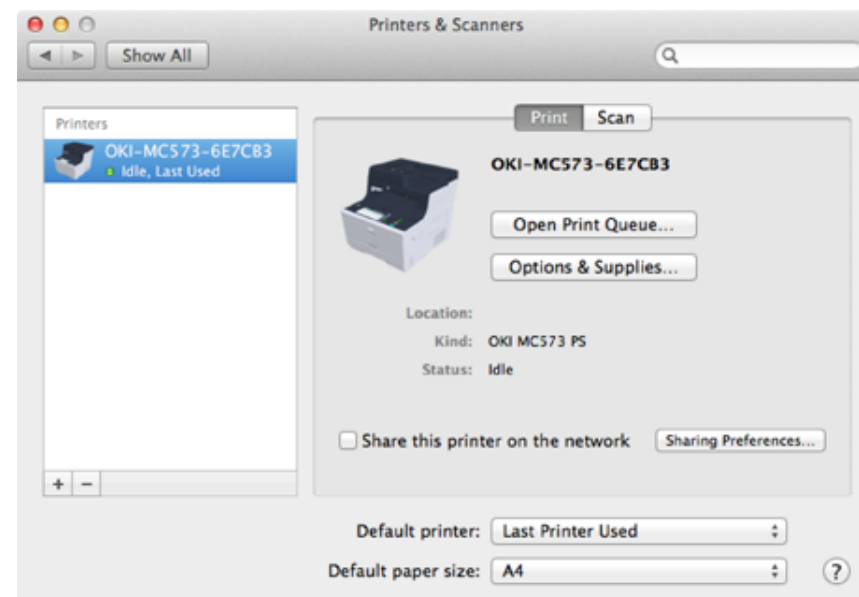 Printers & Scanners
Show All
Print Scan
Printers
OKI-MC573-6E7CB3
Idle, Last Used
OKI-MC573-6E7CB3
Open Print Queue...
Options & Supplies...
Location:
Kind: OKI MC573 PS
Status: Idle
Share this printer on the network Sharing Preferences...
+ −
Default printer: Last Printer Used
Default paper size: A4 ?